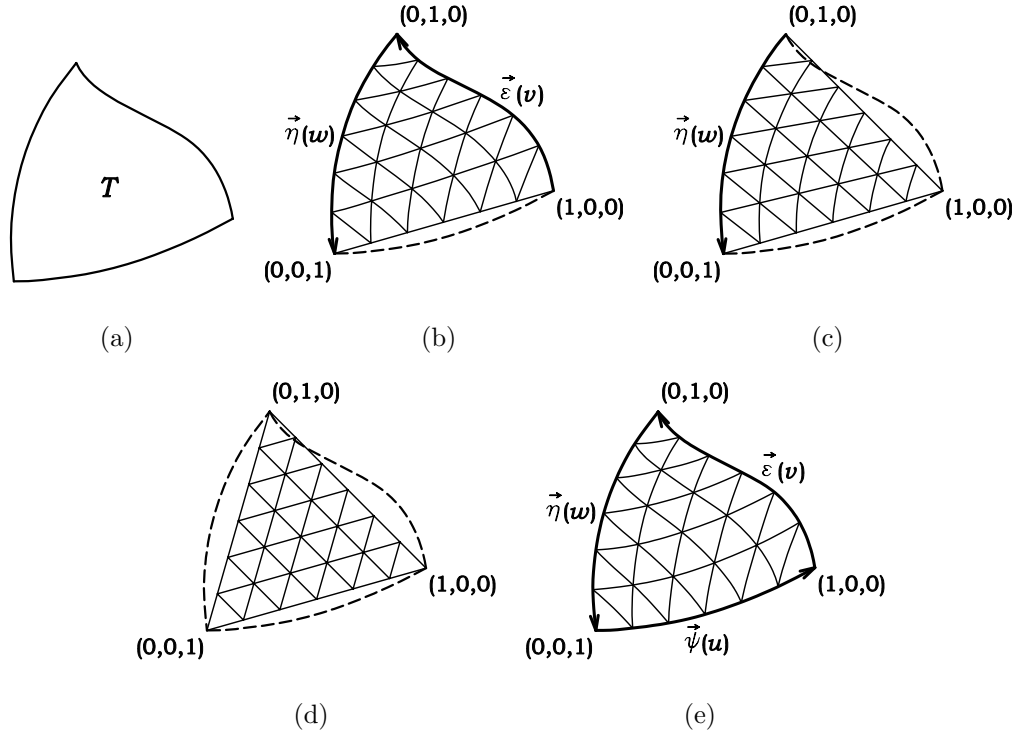 T
(a)
(0,1,0)
ε⃗(v)
η⃗(w)
(1,0,0)
(0,0,1)
(b)
(0,1,0)
η⃗(w)
(1,0,0)
(0,0,1)
(c)
(0,1,0)
(1,0,0)
(0,0,1)
(d)
(0,1,0)
ε⃗(v)
η⃗(w)
(1,0,0)
(0,0,1)
ψ⃗(u)
(e)